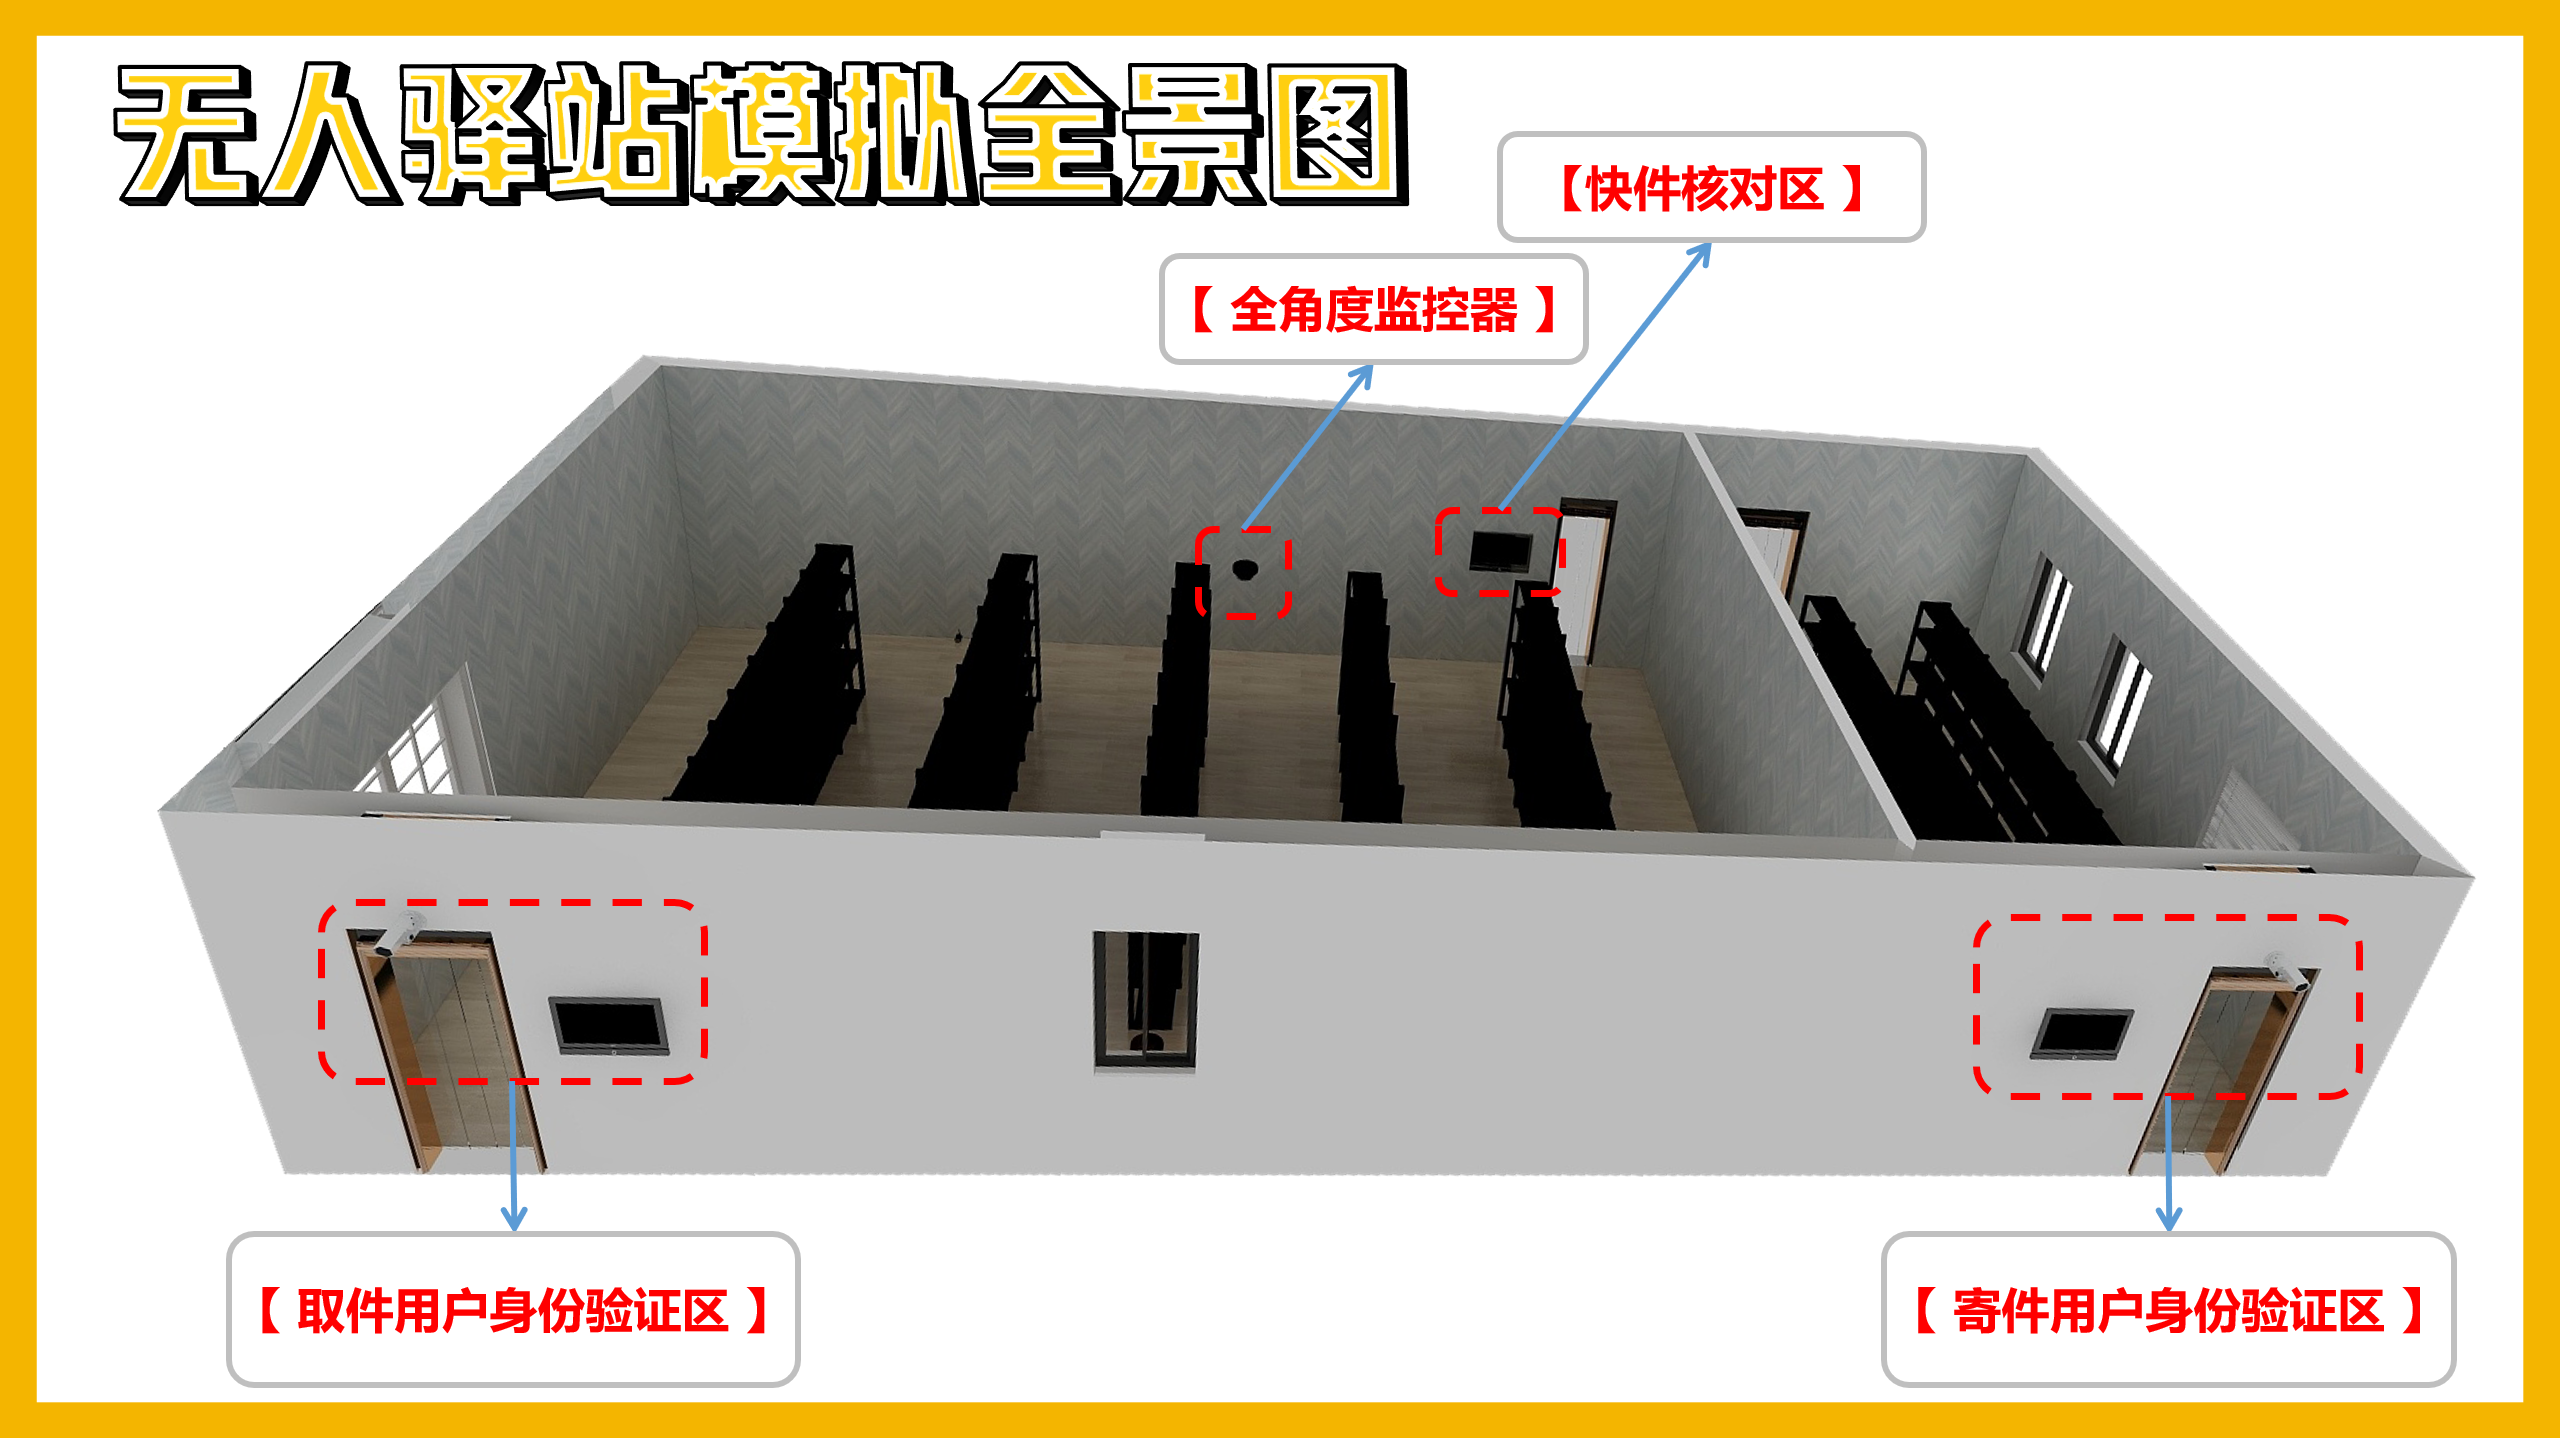 无人驿站模拟全景图
【快件核对区 】
【 全角度监控器 】
【 取件用户身份验证区 】
【 寄件用户身份验证区 】